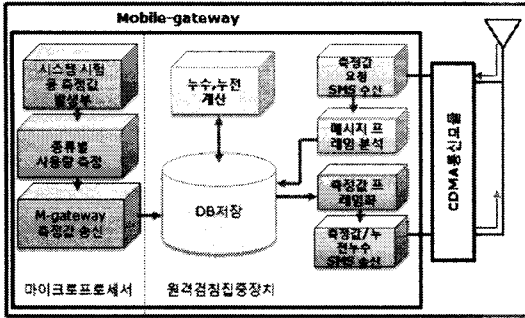 Mobile-gateway
시스템 시험
용 측정값
발생부
종류별
사용량 측정
M-gateway
측정값 송신
마이크로프로세서
누수,누전
계산
DB저장
원격검침집중장치
측정값
요청
SMS 수신
메시지 프
레임 분석
측정값 프
레임화
측정값/누
전누수
SMS 송신
CDMA통신모듈